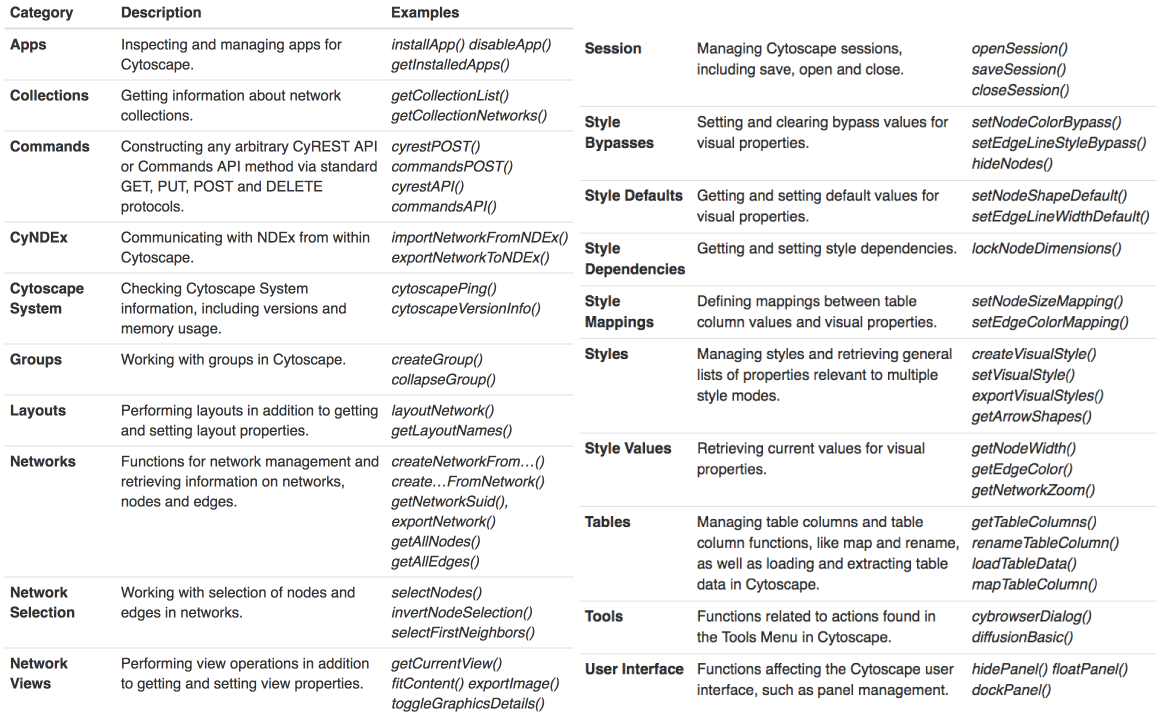 Category Description Examples
Apps Inspecting and managing apps for installApp() disableApp()
Cytoscape. getInstalledApps()
Collections Getting information about network getCollectionList()
collections. getCollectionNetworks()
Commands Constructing any arbitrary CyREST API cyrestPOST()
or Commands API method via standard commandsPOST()
GET, PUT, POST and DELETE cyrestAPI()
protocols. commandsAPI()
CyNDEx Communicating with NDEx from within importNetworkFromNDEx()
Cytoscape. exportNetworkToNDEx()
Cytoscape Checking Cytoscape System cytoscapePing()
System information, including versions and cytoscapeVersionInfo()
memory usage.
Groups Working with groups in Cytoscape. createGroup()
collapseGroup()
Layouts Performing layouts in addition to getting layoutNetwork()
and setting layout properties. getLayoutNames()
Networks Functions for network management and createNetworkFrom…()
retrieving information on networks, create…FromNetwork()
nodes and edges. getNetworkSuid(),
exportNetwork()
getAllNodes()
getAllEdges()
Network Working with selection of nodes and selectNodes()
Selection edges in networks. invertNodeSelection()
selectFirstNeighbors()
Network Performing view operations in addition getCurrentView()
Views to getting and setting view properties. fitContent() exportImage()
toggleGraphicsDetails()
Session Managing Cytoscape sessions, openSession()
including save, open and close. saveSession()
closeSession()
Style Setting and clearing bypass values for setNodeColorBypass()
Bypasses visual properties. setEdgeLineStyleBypass()
hideNodes()
Style Defaults Getting and setting default values for setNodeShapeDefault()
visual properties. setEdgeLineWidthDefault()
Style Getting and setting style dependencies. lockNodeDimensions()
Dependencies
Style Defining mappings between table setNodeSizeMapping()
Mappings column values and visual properties. setEdgeColorMapping()
Styles Managing styles and retrieving general createVisualStyle()
lists of properties relevant to multiple setVisualStyle()
style modes. exportVisualStyles()
getArrowShapes()
Style Values Retrieving current values for visual getNodeWidth()
properties. getEdgeColor()
getNetworkZoom()
Tables Managing table columns and table getTableColumns()
column functions, like map and rename, renameTableColumn()
as well as loading and extracting table loadTableData()
data in Cytoscape. mapTableColumn()
Tools Functions related to actions found in cybrowserDialog()
the Tools Menu in Cytoscape. diffusionBasic()
User Interface Functions affecting the Cytoscape user hidePanel() floatPanel()
interface, such as panel management. dockPanel()